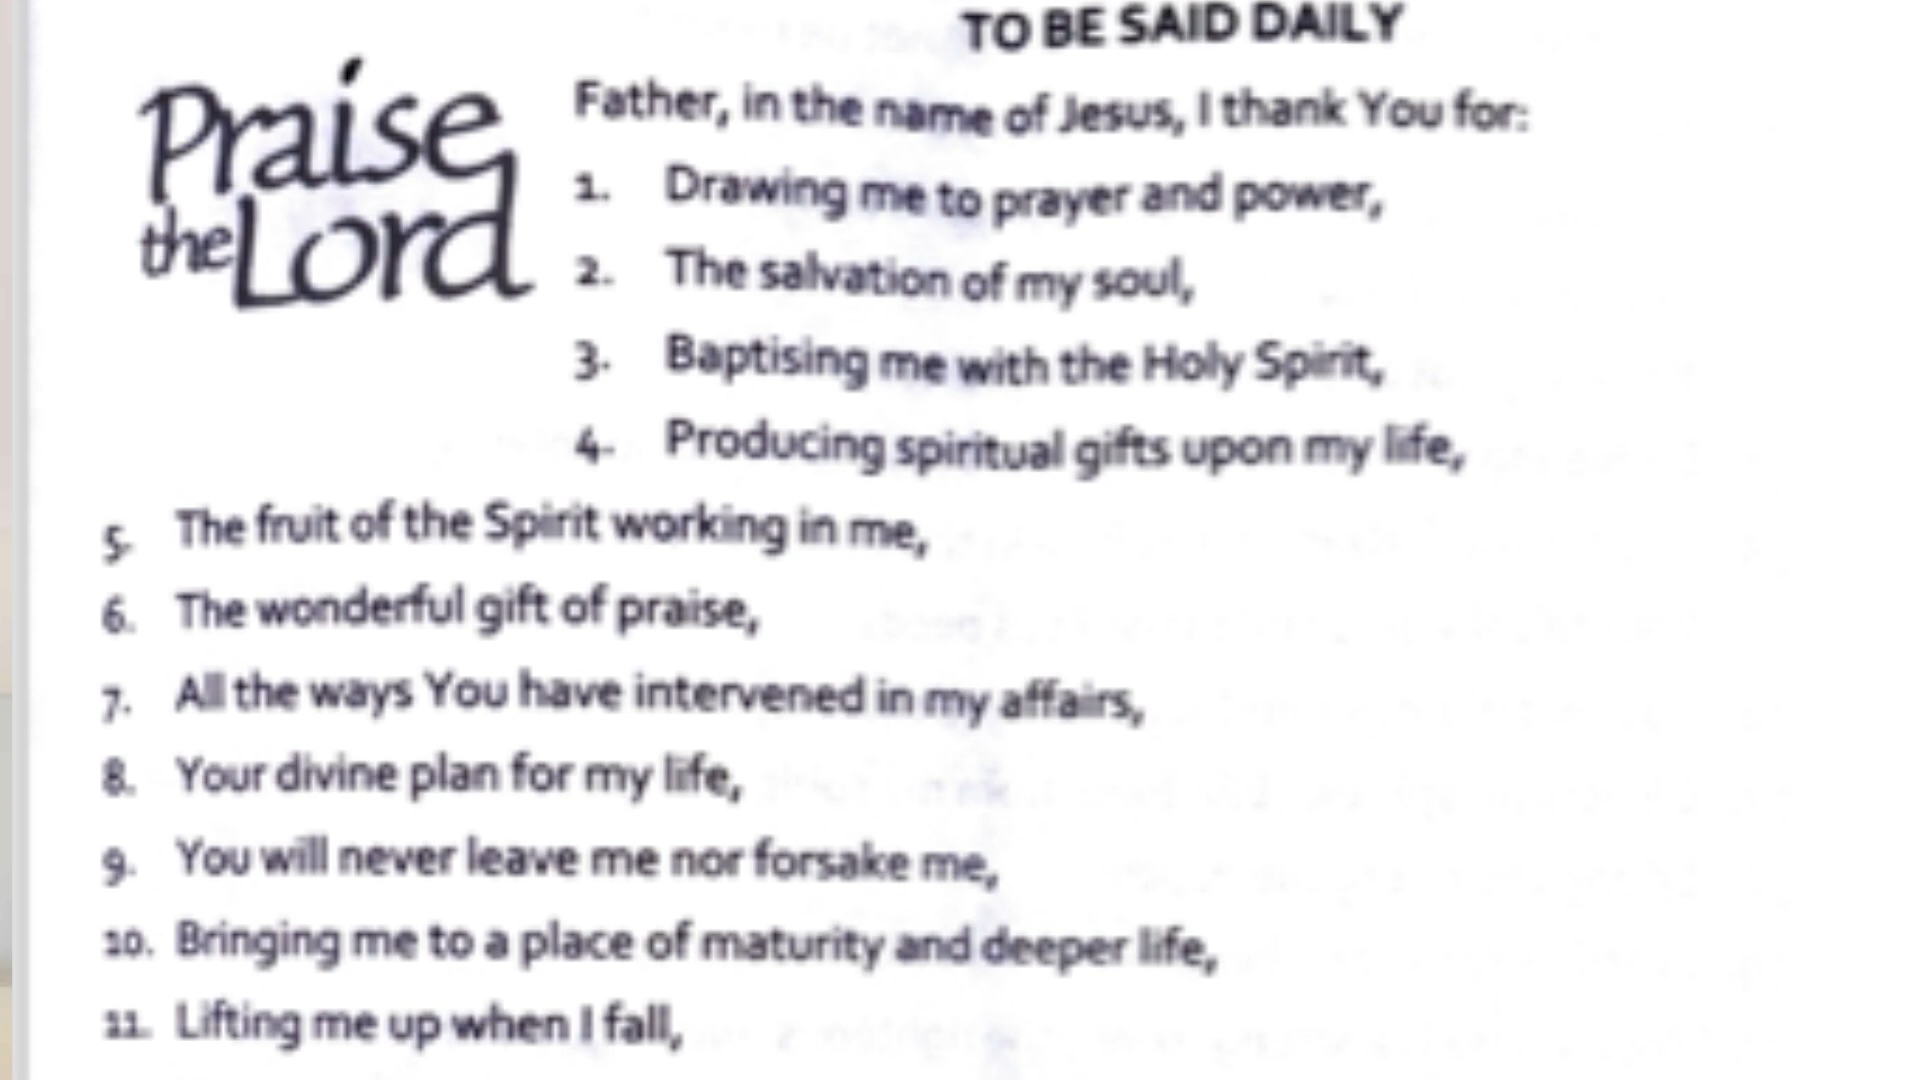 TO BE SAID DAILY
Praise
the Lord
Father, in the name of Jesus, I thank You for:
1. Drawing me to prayer and power,
2. The salvation of my soul,
3. Baptising me with the Holy Spirit,
4. Producing spiritual gifts upon my life,
5. The fruit of the Spirit working in me,
6. The wonderful gift of praise,
7. All the ways You have intervened in my affairs,
8. Your divine plan for my life,
9. You will never leave me nor forsake me,
10. Bringing me to a place of maturity and deeper life,
11. Lifting me up when I fall,